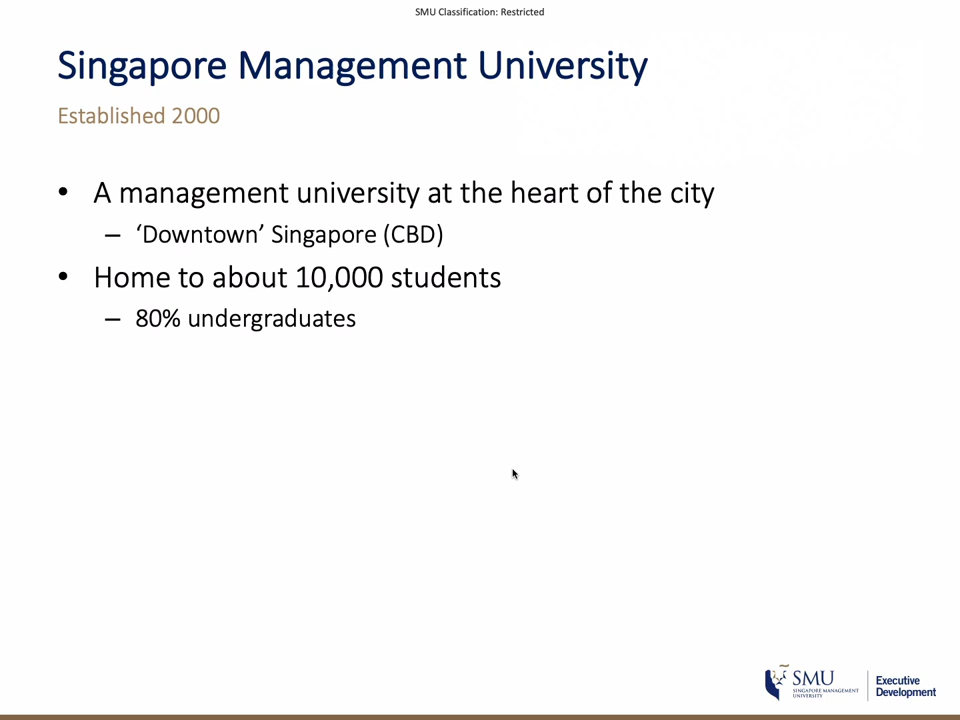 SMU Classification: Restricted
Singapore Management University
Established 2000
• A management university at the heart of the city
– ‘Downtown’ Singapore (CBD)
• Home to about 10,000 students
– 80% undergraduates
SMU
SINGAPORE MANAGEMENT
UNIVERSITY
Executive
Development